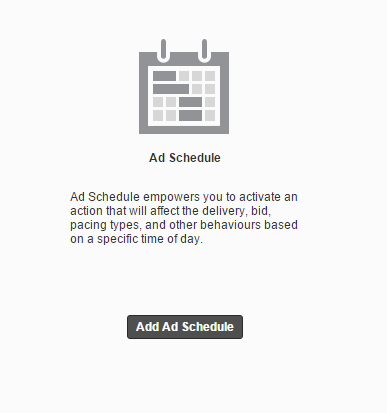 Ad Schedule
Ad Schedule empowers you to activate an
action that will affect the delivery, bid,
pacing types, and other behaviours based
on a specific time of day.
Add Ad Schedule